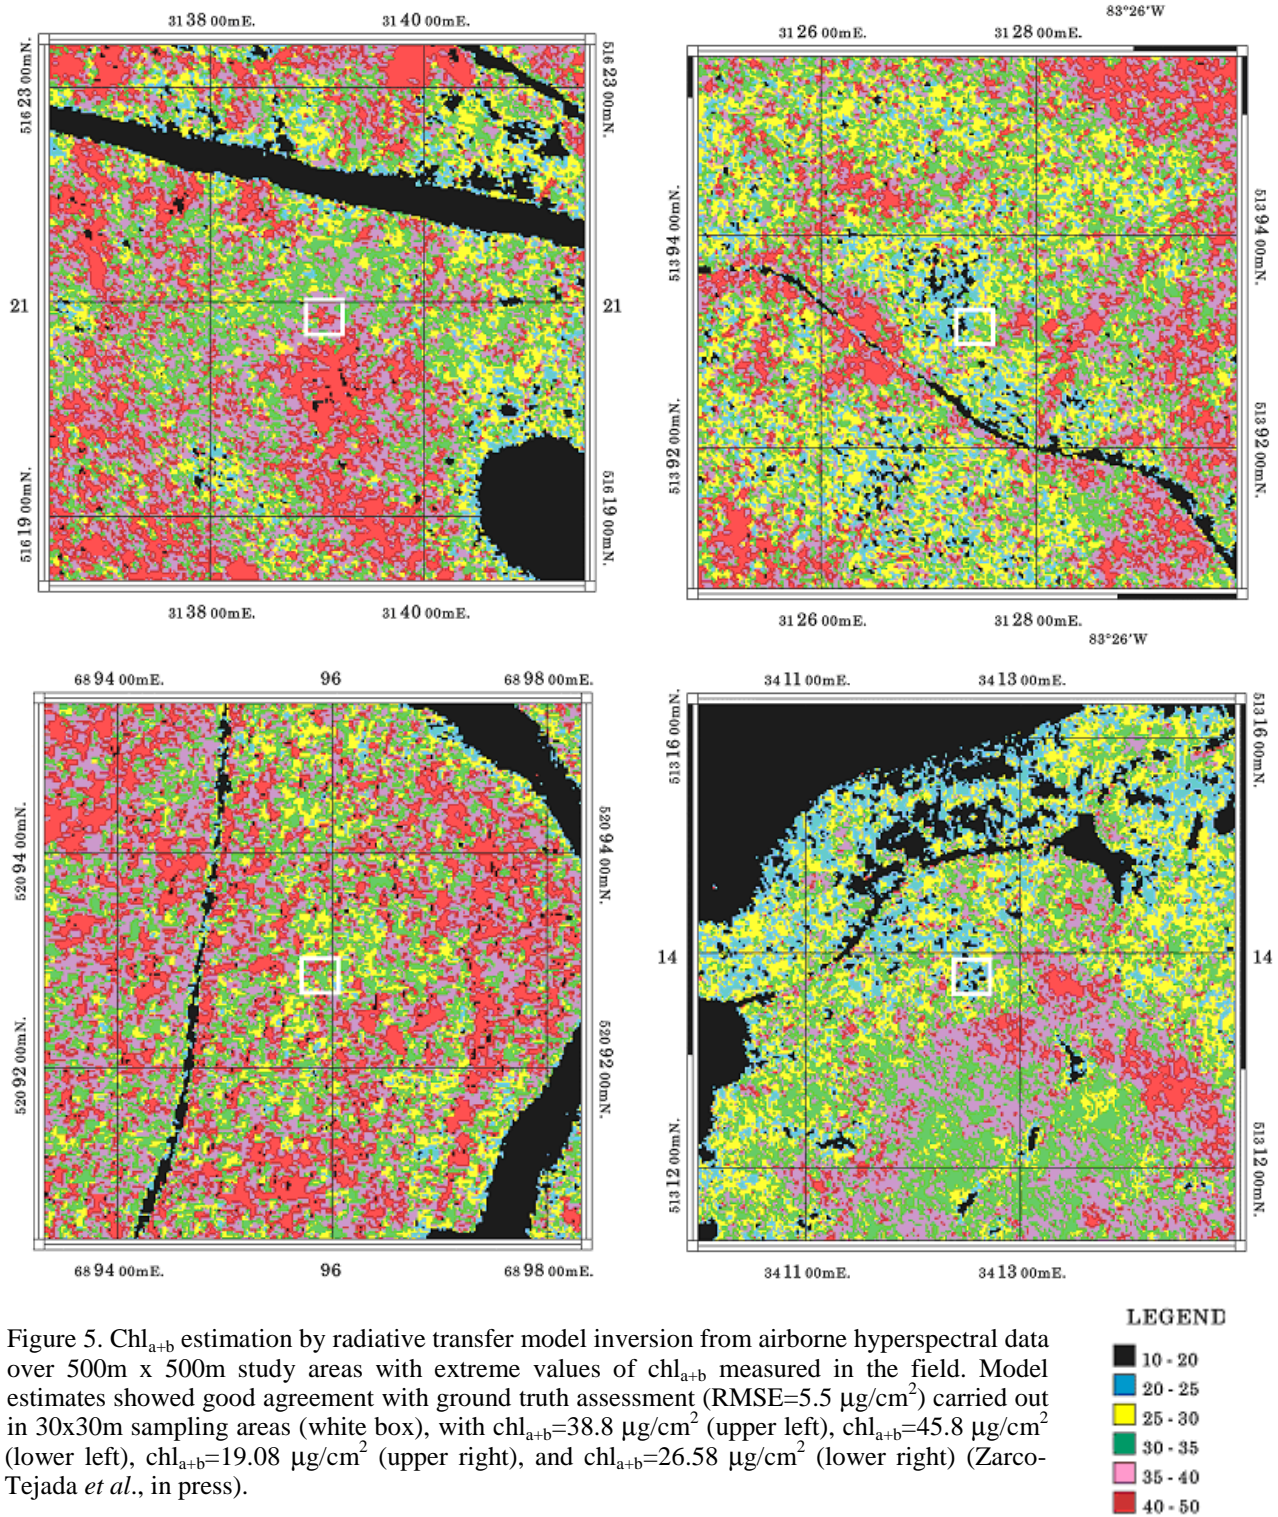 31 38 00mE. 31 40 00mE.
83°26'W
31 26 00mE. 31 28 00mE.
516 23 00mN.
516 23 00mN.
513 94 00mN.
513 94 00mN.
21
21
513 92 00mN.
513 92 00mN.
516 19 00mN.
516 19 00mN.
31 38 00mE. 31 40 00mE.
31 26 00mE. 31 28 00mE.
83°26'W
68 94 00mE. 96 68 98 00mE.
34 11 00mE. 34 13 00mE.
513 16 00mN.
513 16 00mN.
520 94 00mN.
520 94 00mN.
14
14
520 92 00mN.
520 92 00mN.
513 12 00mN.
513 12 00mN.
68 94 00mE. 96 68 98 00mE.
34 11 00mE. 34 13 00mE.
Figure 5. Chla+b estimation by radiative transfer model inversion from airborne hyperspectral data
over 500m x 500m study areas with extreme values of chla+b measured in the field. Model
estimates showed good agreement with ground truth assessment (RMSE=5.5 μg/cm2) carried out
in 30x30m sampling areas (white box), with chla+b=38.8 μg/cm2 (upper left), chla+b=45.8 μg/cm2
(lower left), chla+b=19.08 μg/cm2 (upper right), and chla+b=26.58 μg/cm2 (lower right) (Zarco-
Tejada et al., in press).
LEGEND
10 - 20
20 - 25
25 - 30
30 - 35
35 - 40
40 - 50